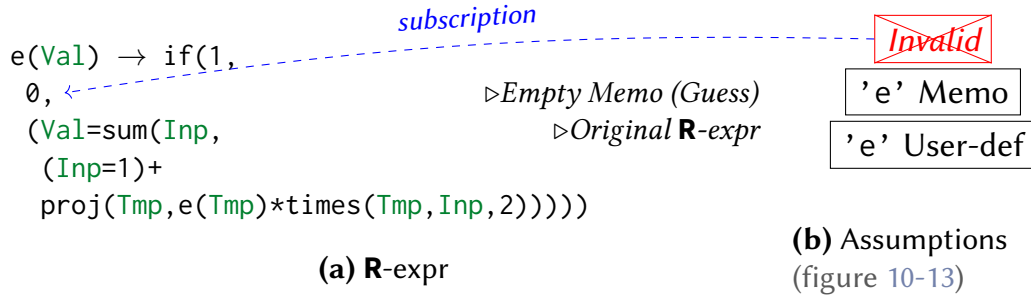 subscription
Invalid
e(Val) → if(1,
0, ▷Empty Memo (Guess) 'e' Memo
(Val=sum(Inp, ▷Original R-expr 'e' User-def
(Inp=1)+
proj(Tmp,e(Tmp)*times(Tmp,Inp,2)))))
(a) R-expr
(b) Assumptions
(figure 10-13)